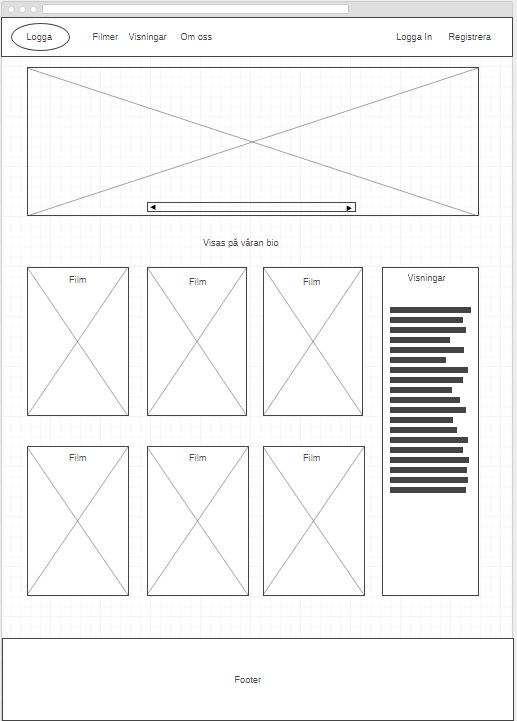 Logga Filmer Visningar Om oss Logga In Registrera
Visas på våran bio
Film Film Film Visningar
Film Film Film
Footer